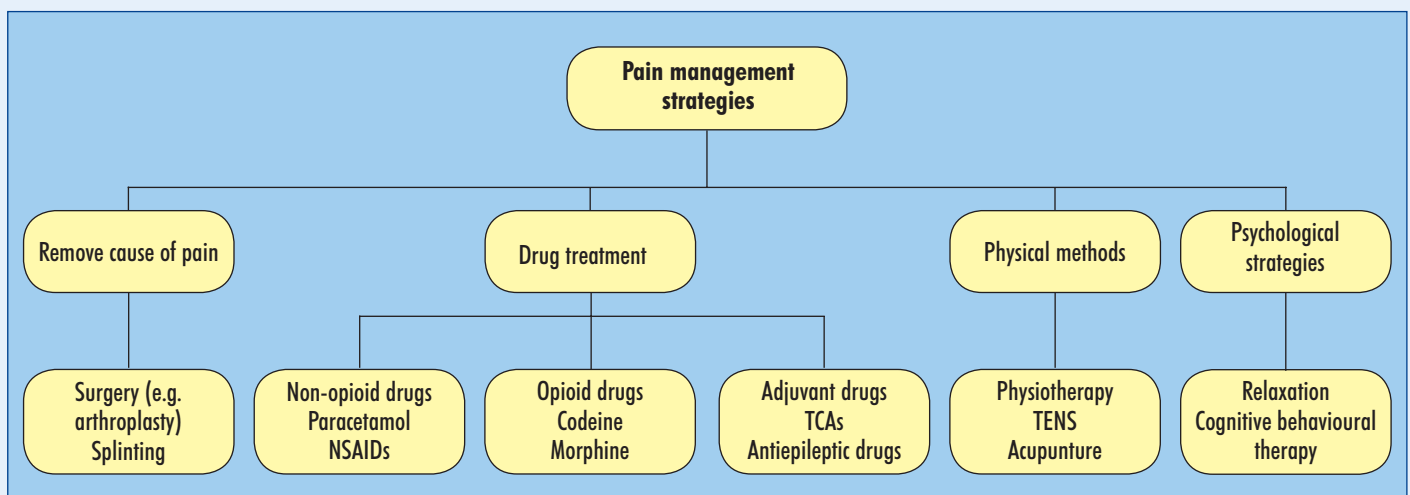 Pain management
strategies
Remove cause of pain
Drug treatment
Physical methods
Psychological
strategies
Surgery (e.g.
arthroplasty)
Splinting
Non-opioid drugs
Paracetamol
NSAIDs
Opioid drugs
Codeine
Morphine
Adjuvant drugs
TCAs
Antiepileptic drugs
Physiotherapy
TENS
Acupunture
Relaxation
Cognitive behavioural
therapy